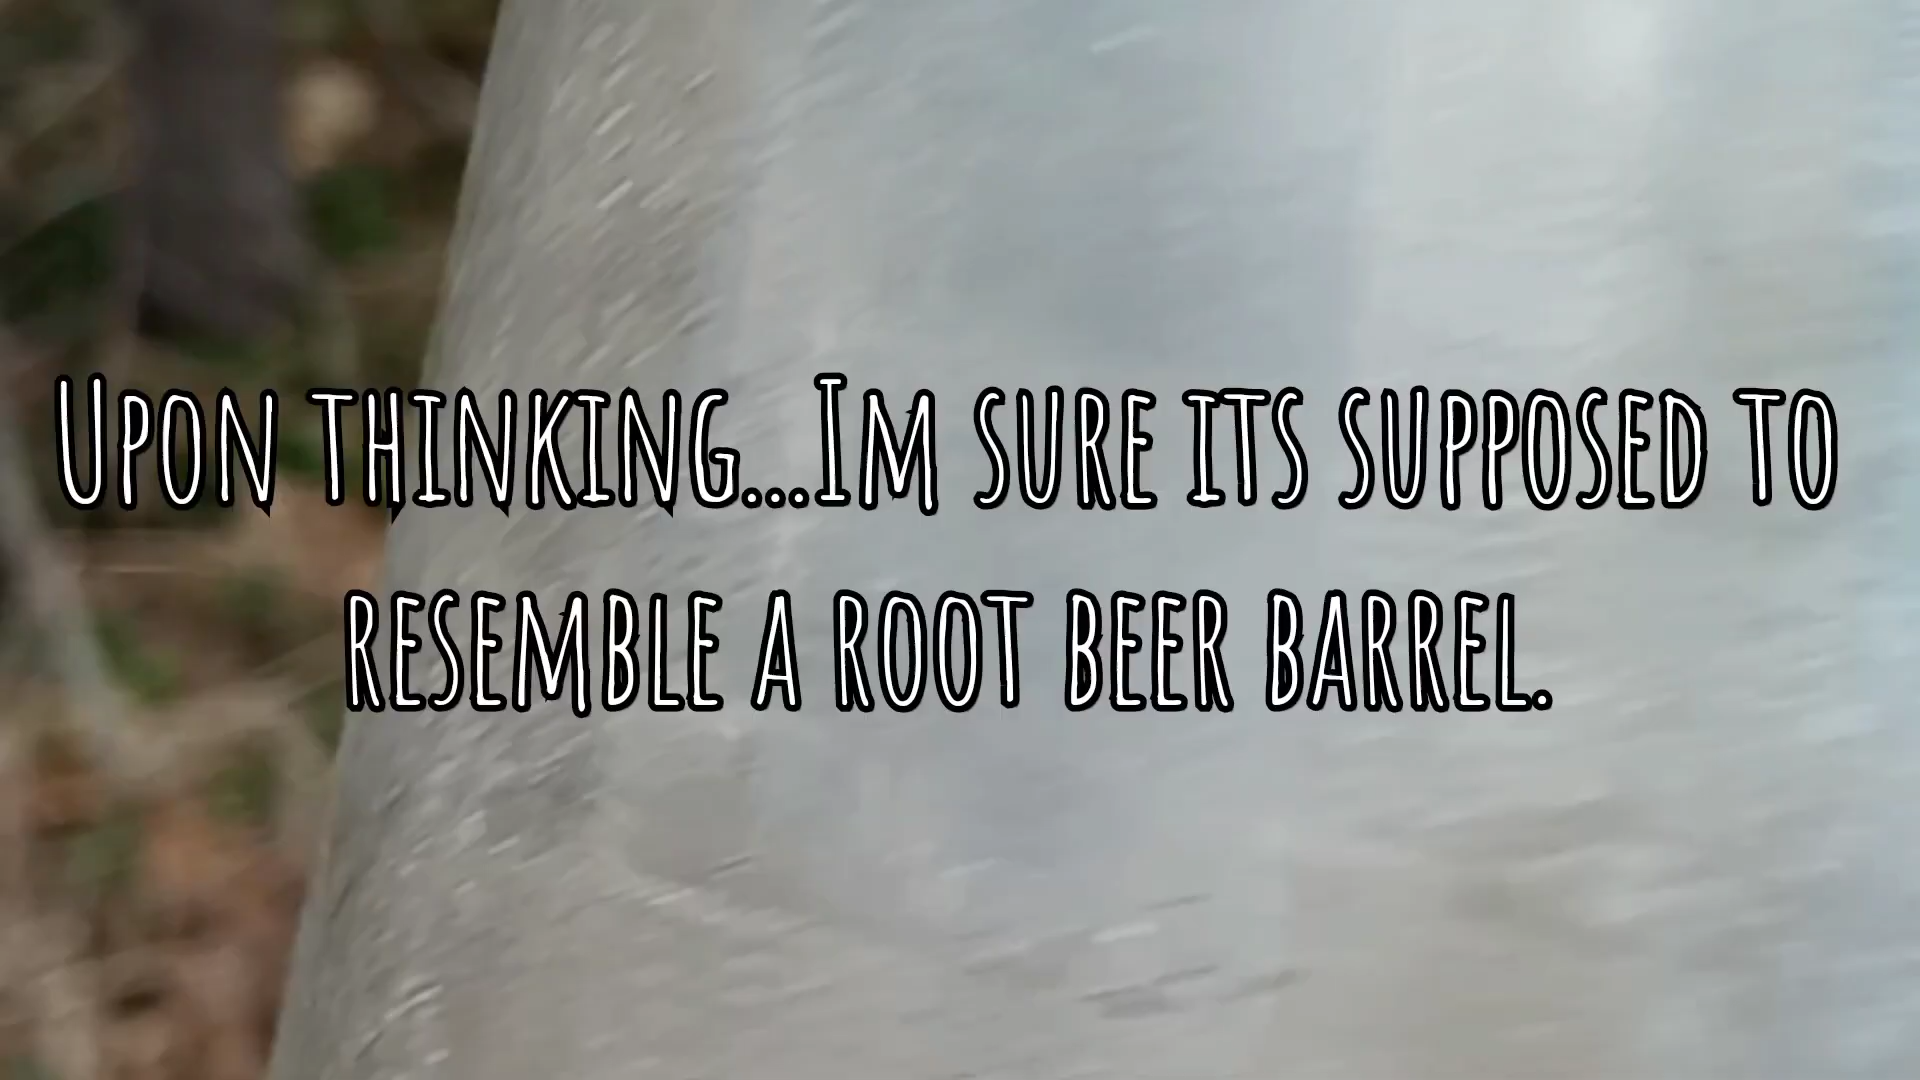 Upon thinking...Im sure its supposed to
resemble a root beer barrel.